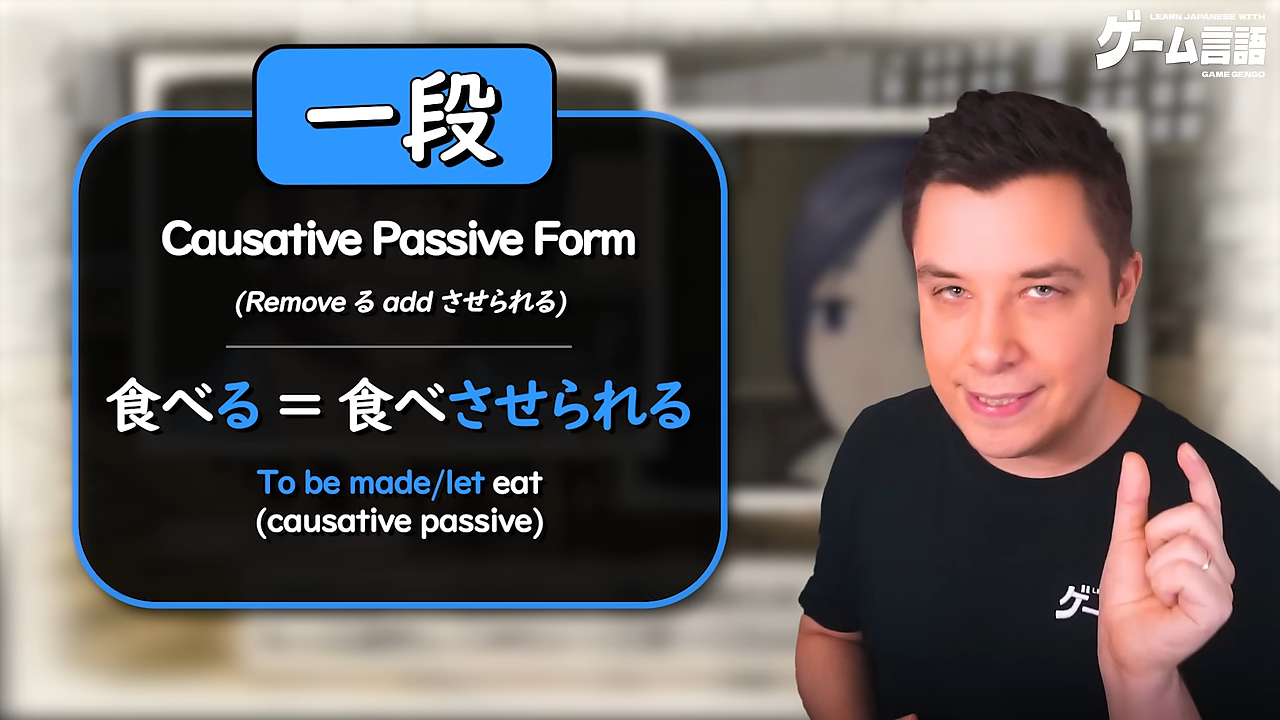 LEARN JAPANESE WITH
ゲーム言語
GAME GENGO
一段
Causative Passive Form
(Remove る add させられる)
食べる = 食べさせられる
To be made/let eat
(causative passive)
ゲー